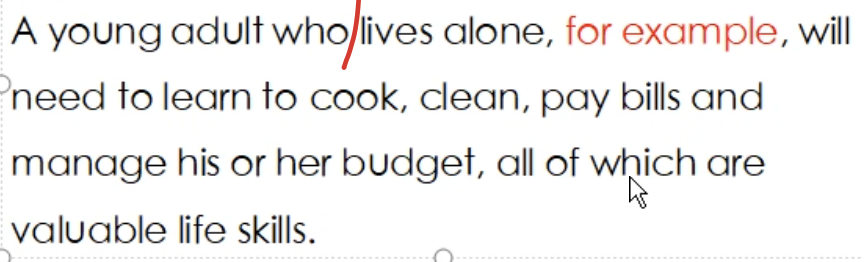 A young adult who lives alone, for example, will
need to learn to cook, clean, pay bills and
manage his or her budget, all of which are
valuable life skills.